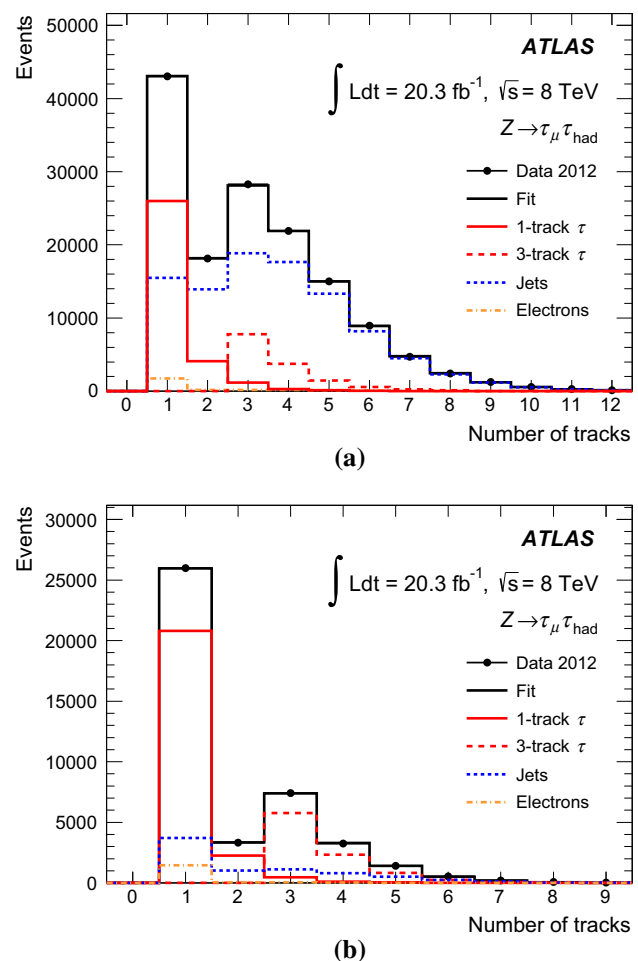 Events
50000
40000
30000
20000
10000
0
ATLAS
∫ Ldt = 20.3 fb⁻¹, √s = 8 TeV
Z→τμτhad
Data 2012
Fit
1-track τ
3-track τ
Jets
Electrons
0 1 2 3 4 5 6 7 8 9 10 11 12
Number of tracks
(a)
Events
30000
25000
20000
15000
10000
5000
0
ATLAS
∫ Ldt = 20.3 fb⁻¹, √s = 8 TeV
Z→τμτhad
Data 2012
Fit
1-track τ
3-track τ
Jets
Electrons
0 1 2 3 4 5 6 7 8 9
Number of tracks
(b)